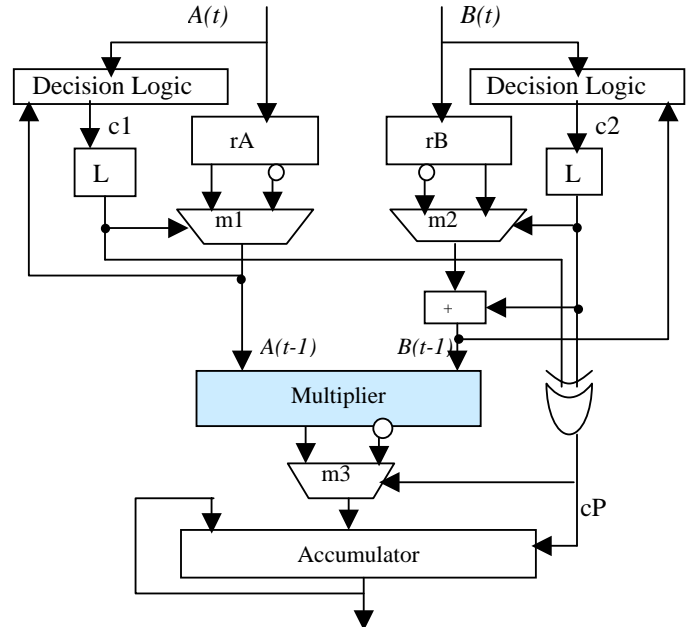 A(t)
B(t)
Decision Logic
Decision Logic
c1
c2
rA
rB
L
L
m1
m2
+
A(t-1)
B(t-1)
Multiplier
m3
cP
Accumulator